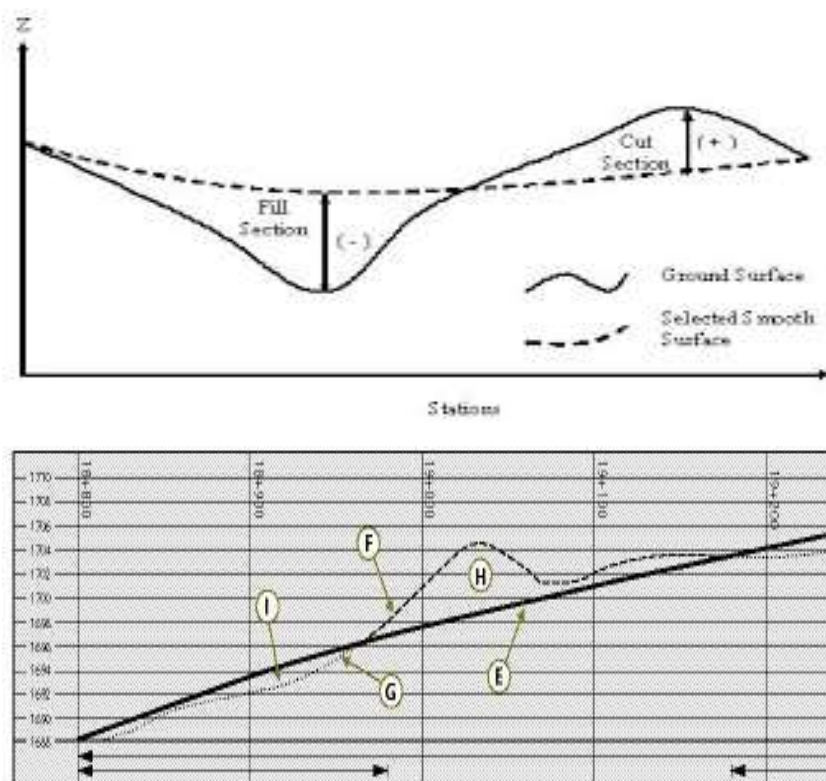 Z
Cut
Section
(+)
Fill
Section
(-)
Ground Surface
Selected Smooth
Surface
Stations
18+800
18+900
19+000
19+100
19+200
1710
1708
1706
1704
1702
1700
1698
1696
1694
1692
1690
1688
F
H
I
G
E